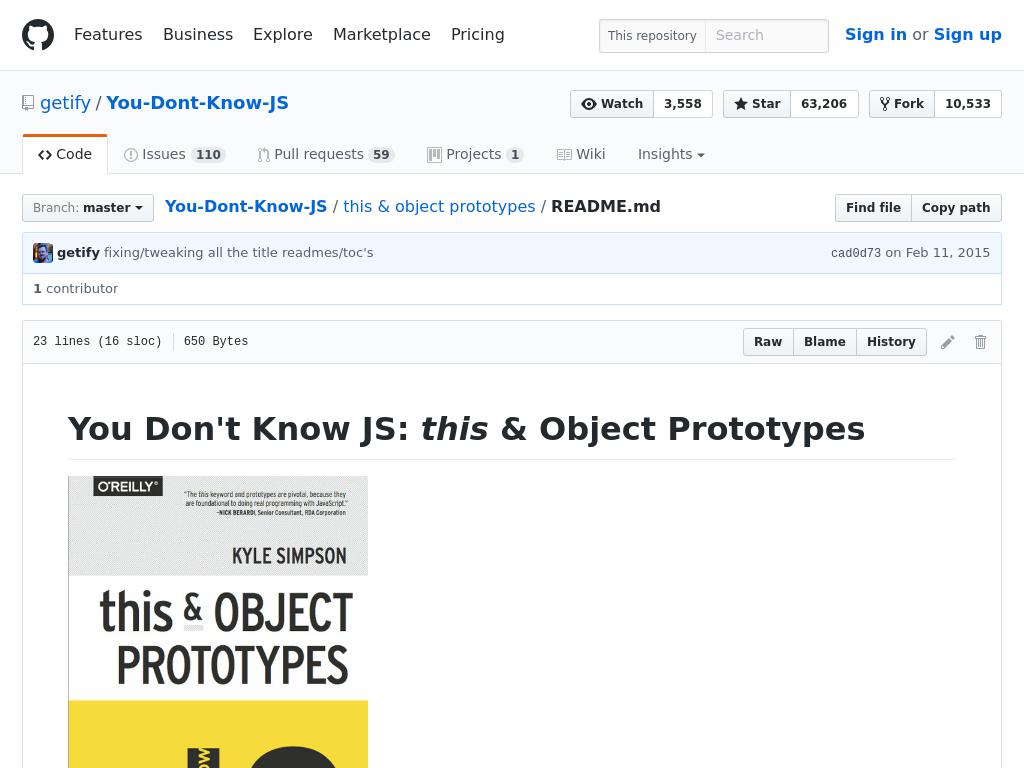 Features Business Explore Marketplace Pricing This repository Search Sign in or Sign up
getify / You-Dont-Know-JS Watch 3,558 Star 63,206 Fork 10,533
Code Issues 110 Pull requests 59 Projects 1 Wiki Insights
Branch: master You-Dont-Know-JS / this & object prototypes / README.md Find file Copy path
getify fixing/tweaking all the title readmes/toc's cad0d73 on Feb 11, 2015
1 contributor
23 lines (16 sloc) 650 Bytes Raw Blame History
You Don't Know JS: this & Object Prototypes
O'REILLY®
"The this keyword and prototypes are pivotal, because they
are foundational to doing real programming with JavaScript."
—NICK BERARDI, Senior Consultant, RDA Corporation
KYLE SIMPSON
this & OBJECT
PROTOTYPES